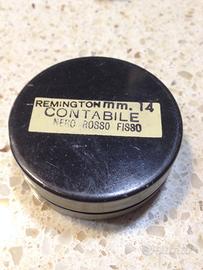 REMINGTON mm. 14
CONTABILE
NERO ROSSO FISSO